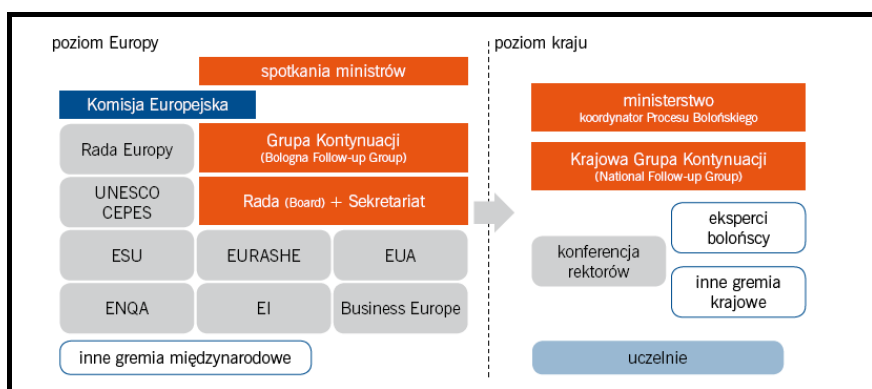 poziom Europy
spotkania ministrów
Komisja Europejska
Rada Europy
Grupa Kontynuacji
(Bologna Follow-up Group)
UNESCO
CEPES
Rada (Board) + Sekretariat
ESU
EURASHE
EUA
ENQA
EI
Business Europe
inne gremia międzynarodowe
poziom kraju
ministerstwo
koordynator Procesu Bolońskiego
Krajowa Grupa Kontynuacji
(National Follow-up Group)
konferencja
rektorów
eksperci
bolońscy
inne gremia
krajowe
uczelnie